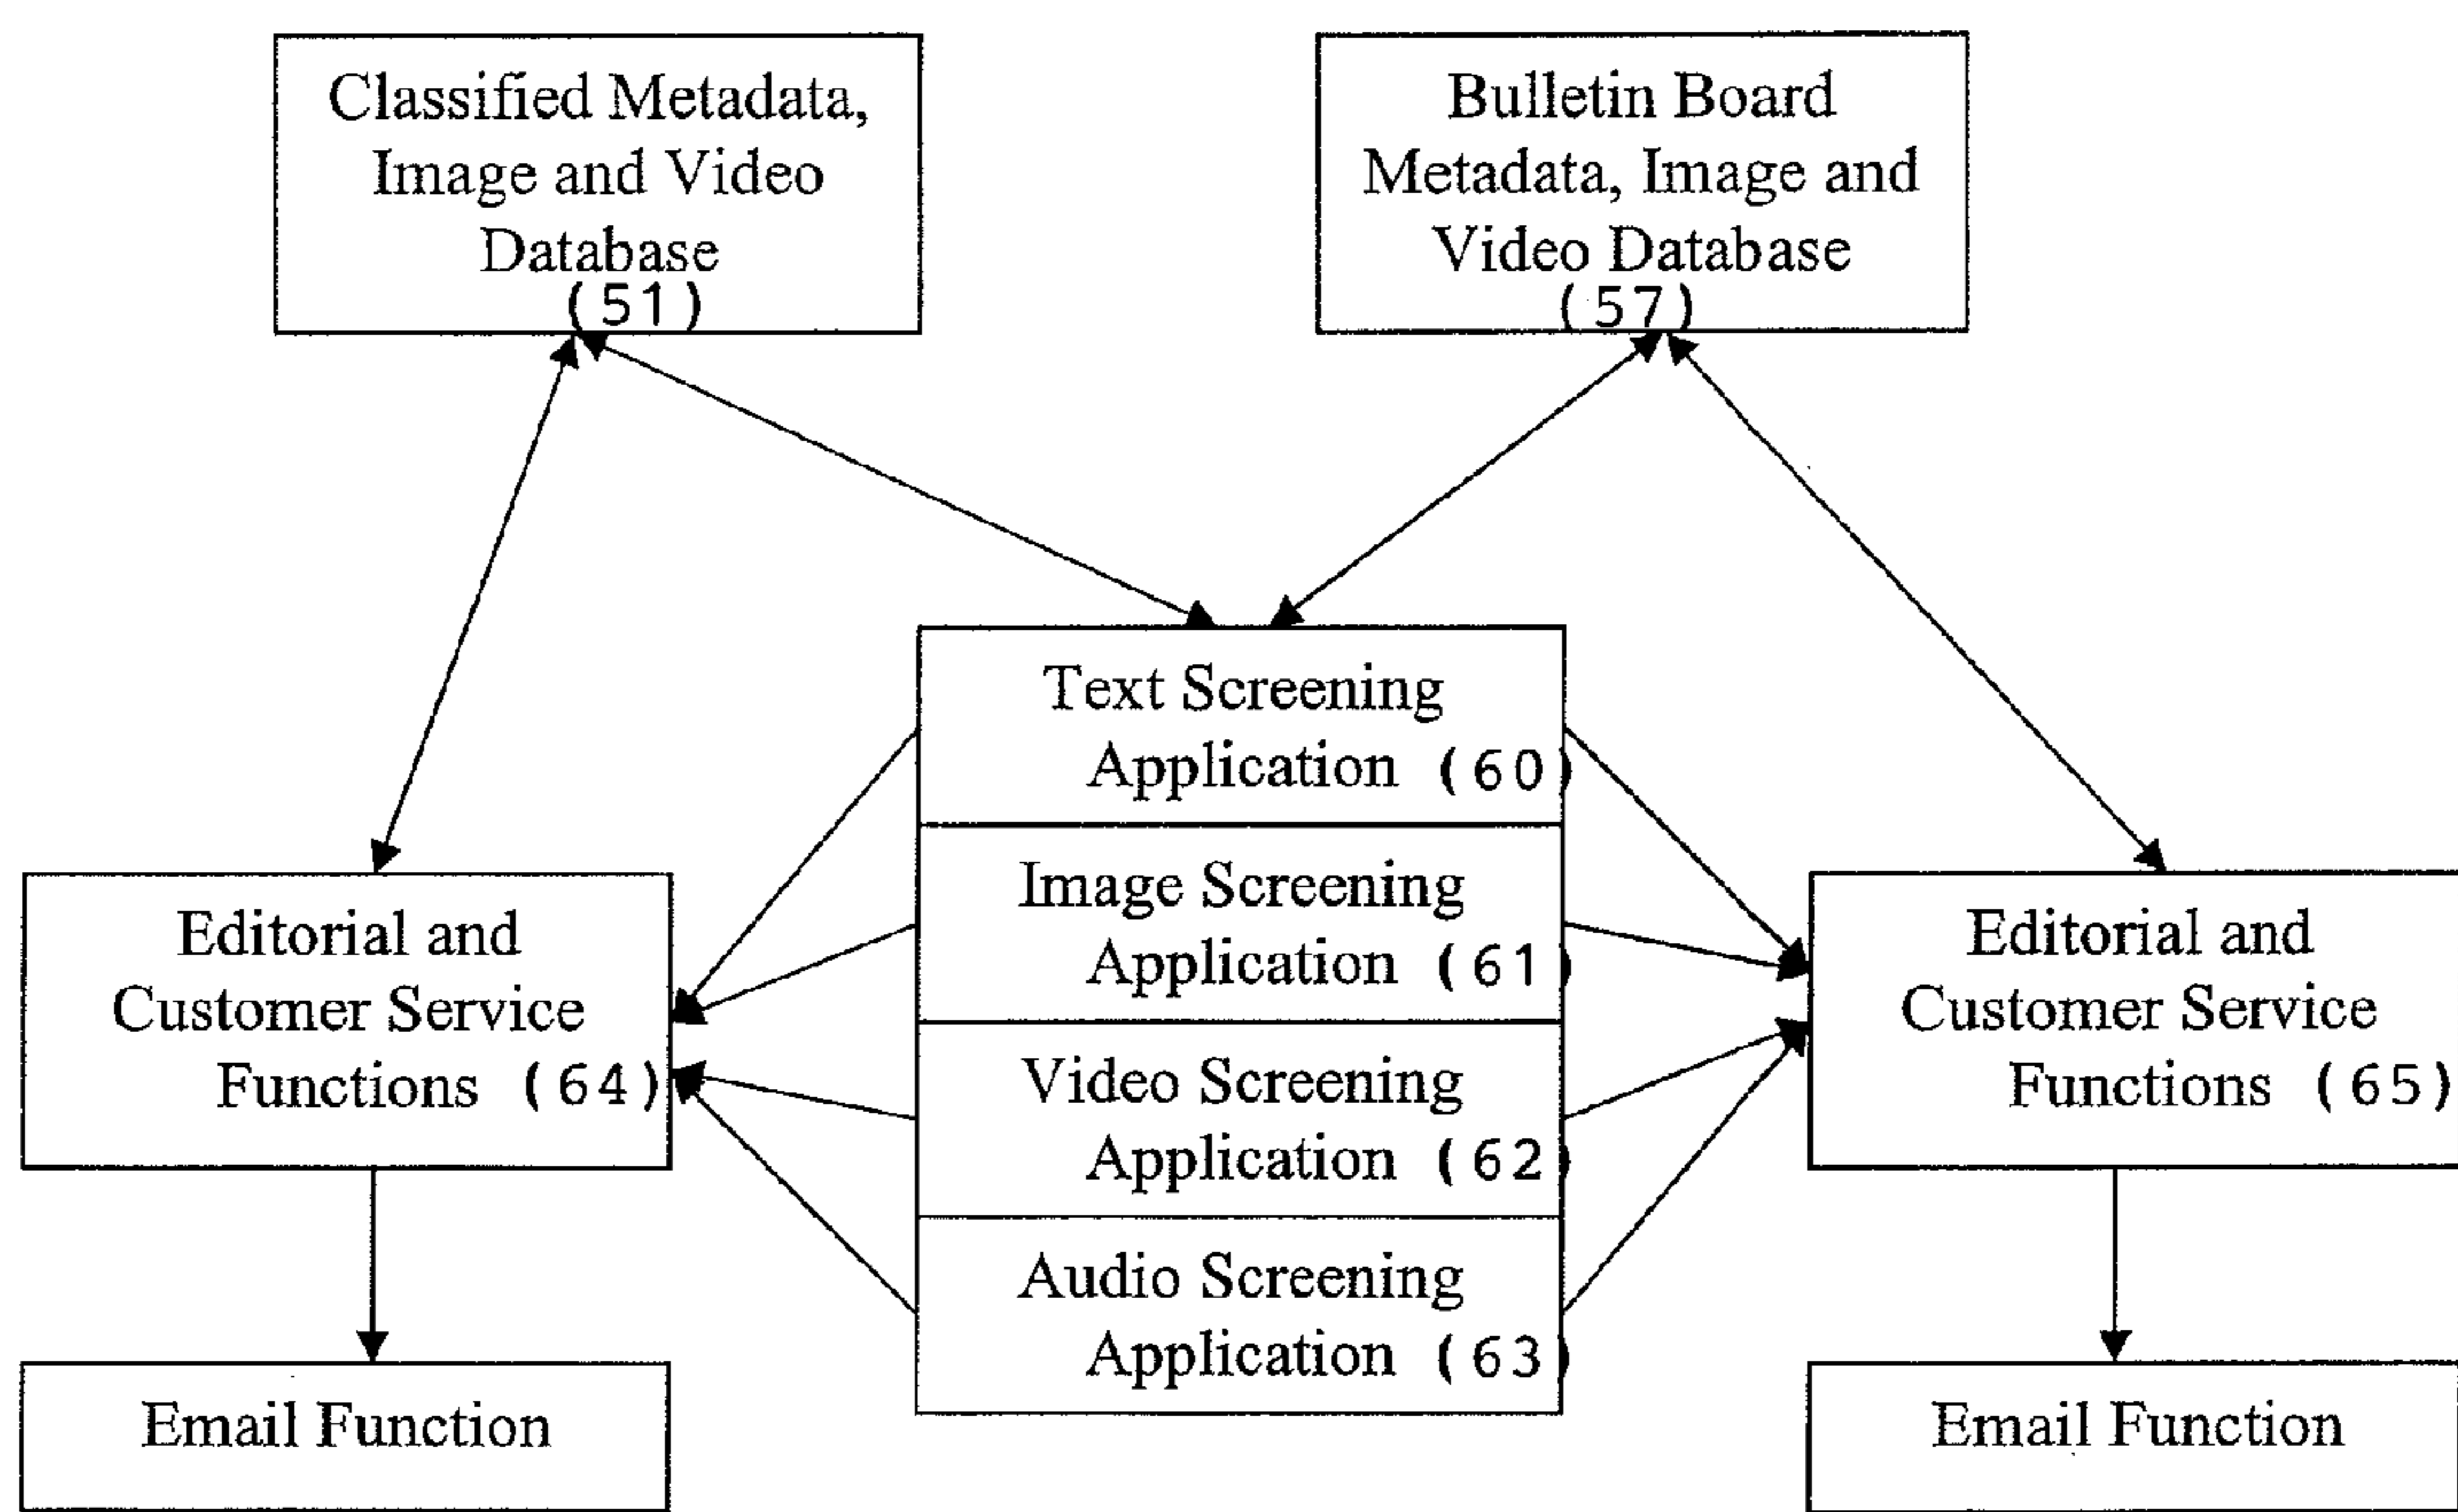 Classified Metadata,
Image and Video
Database
(51)
Bulletin Board
Metadata, Image and
Video Database
(57)
Text Screening
Application (60)
Image Screening
Application (61)
Video Screening
Application (62)
Audio Screening
Application (63)
Editorial and
Customer Service
Functions (64)
Editorial and
Customer Service
Functions (65)
Email Function
Email Function